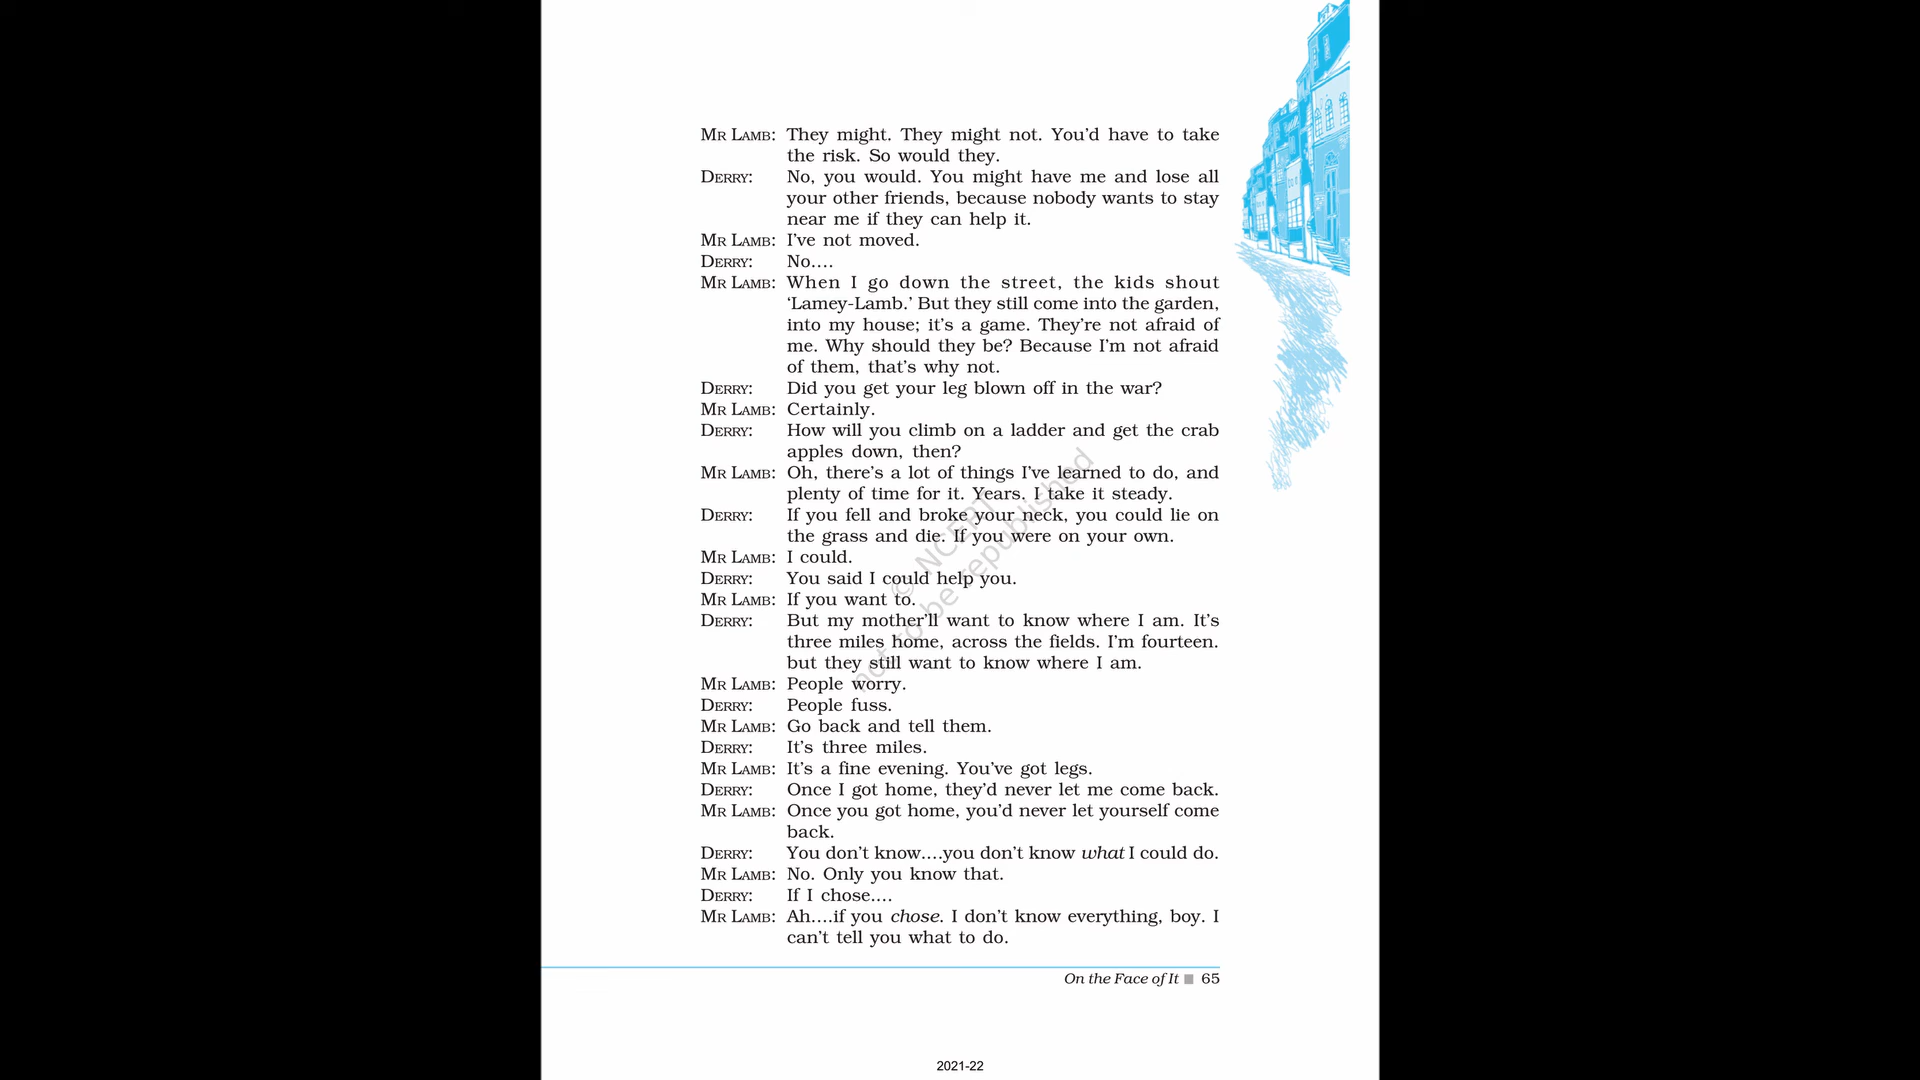 MR LAMB: They might. They might not. You'd have to take
the risk. So would they.
DERRY: No, you would. You might have me and lose all
your other friends, because nobody wants to stay
near me if they can help it.
MR LAMB: I've not moved.
DERRY: No....
MR LAMB: When I go down the street, the kids shout
‘Lamey-Lamb.’ But they still come into the garden,
into my house; it's a game. They're not afraid of
me. Why should they be? Because I'm not afraid
of them, that's why not.
DERRY: Did you get your leg blown off in the war?
MR LAMB: Certainly.
DERRY: How will you climb on a ladder and get the crab
apples down, then?
MR LAMB: Oh, there's a lot of things I've learned to do, and
plenty of time for it. Years. I take it steady.
DERRY: If you fell and broke your neck, you could lie on
the grass and die. If you were on your own.
MR LAMB: I could.
DERRY: You said I could help you.
MR LAMB: If you want to.
DERRY: But my mother'll want to know where I am. It's
three miles home, across the fields. I'm fourteen.
but they still want to know where I am.
MR LAMB: People worry.
DERRY: People fuss.
MR LAMB: Go back and tell them.
DERRY: It's three miles.
MR LAMB: It's a fine evening. You've got legs.
DERRY: Once I got home, they'd never let me come back.
MR LAMB: Once you got home, you'd never let yourself come
back.
DERRY: You don't know....you don't know what I could do.
MR LAMB: No. Only you know that.
DERRY: If I chose....
MR LAMB: Ah....if you chose. I don't know everything, boy. I
can't tell you what to do.
On the Face of It ■ 65
2021-22
© NCERT
not to be republished